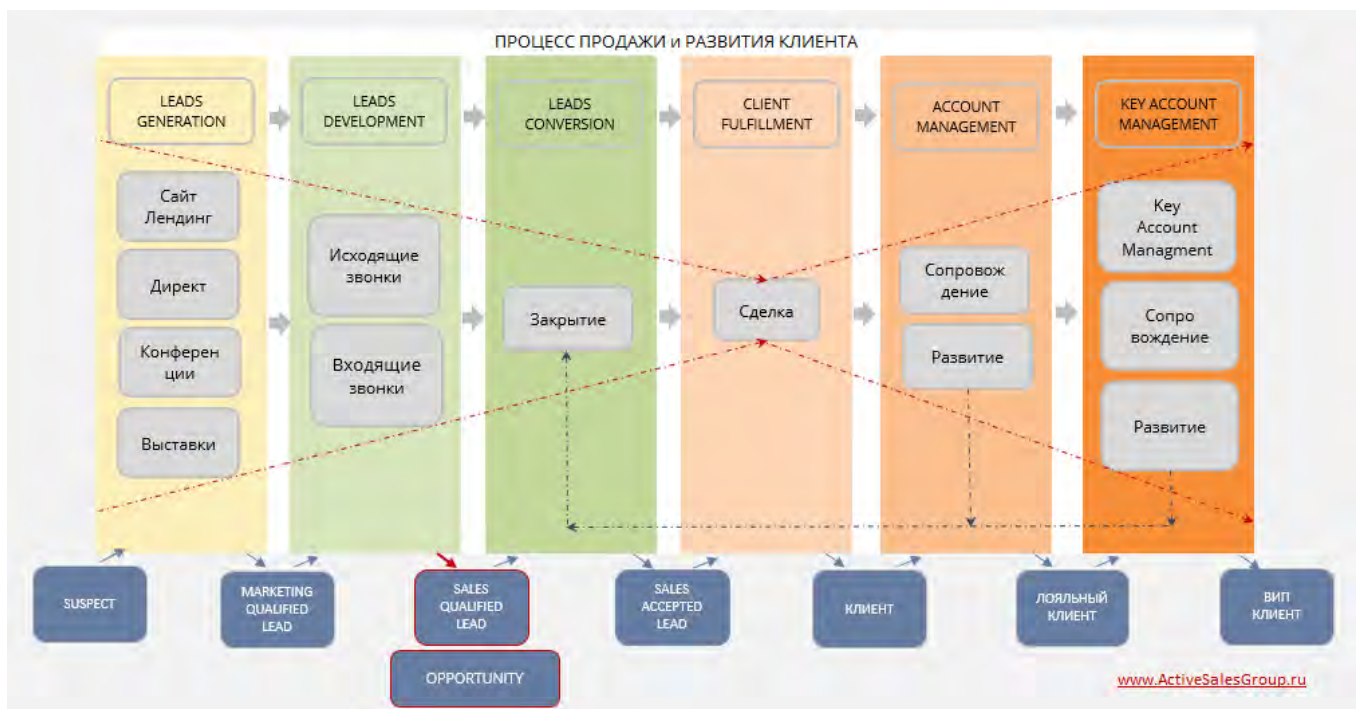 ПРОЦЕСС ПРОДАЖИ и РАЗВИТИЯ КЛИЕНТА
LEADS
GENERATION
LEADS
DEVELOPMENT
LEADS
CONVERSION
CLIENT
FULFILLMENT
ACCOUNT
MANAGEMENT
KEY ACCOUNT
MANAGEMENT
Сайт
Лендинг
Директ
Конферен
ции
Выставки
Исходящие
звонки
Входящие
звонки
Закрытие
Сделка
Сопровож
дение
Развитие
Key
Account
Managment
Сопро
вождение
Развитие
SUSPECT
MARKETING
QUALIFIED
LEAD
SALES
QUALIFIED
LEAD
OPPORTUNITY
SALES
ACCEPTED
LEAD
КЛИЕНТ
ЛОЯЛЬНЫЙ
КЛИЕНТ
ВИП
КЛИЕНТ
www.ActiveSalesGroup.ru